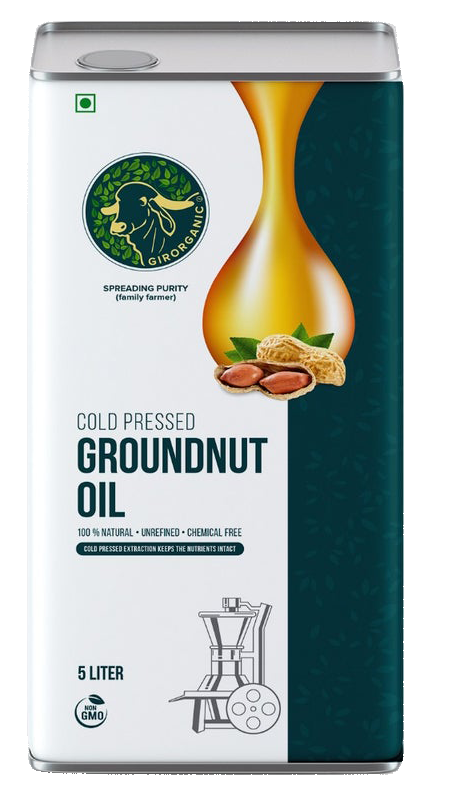 GIRORGANIC®
SPREADING PURITY
(family farmer)
COLD PRESSED
GROUNDNUT
OIL
100 % NATURAL • UNREFINED • CHEMICAL FREE
COLD PRESSED EXTRACTION KEEPS THE NUTRIENTS INTACT
5 LITER
NON
GMO